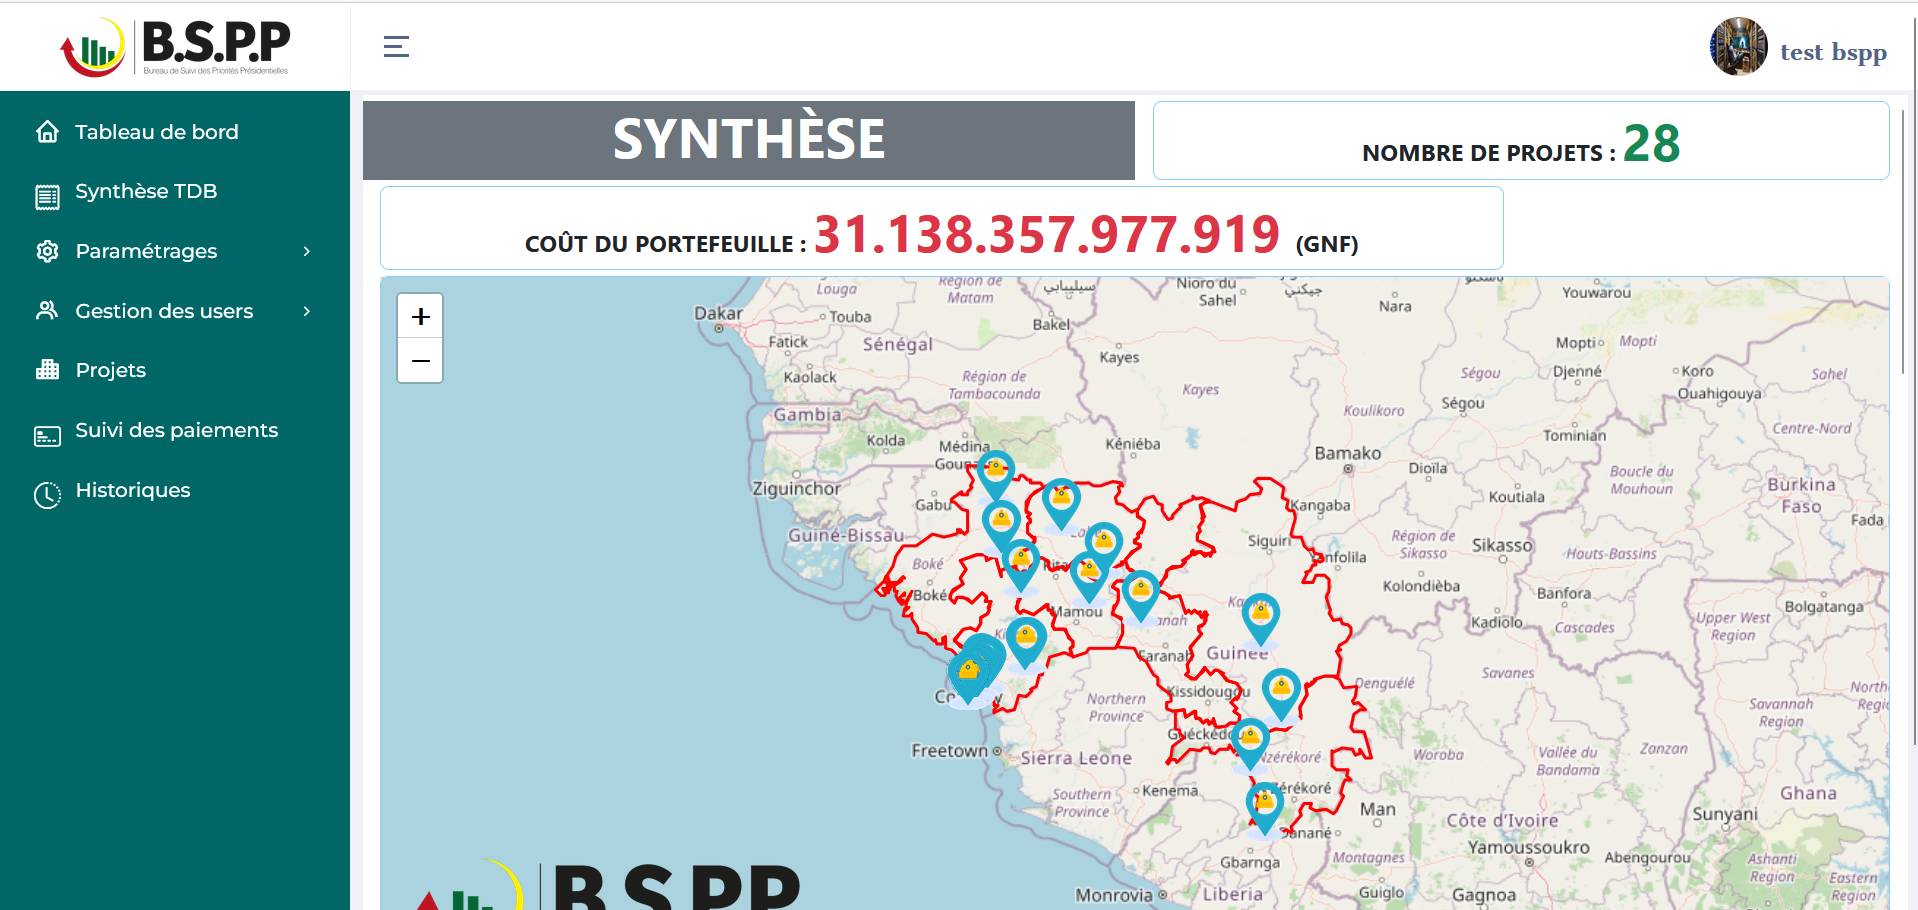 B.S.P.P
Bureau de Suivi des Priorités Présidentielles
test bspp
Tableau de bord
Synthèse TDB
Paramétrages
Gestion des users
Projets
Suivi des paiements
Historiques
SYNTHÈSE
NOMBRE DE PROJETS : 28
COÛT DU PORTEFEUILLE : 31.138.357.977.919 (GNF)
+
−
Louga
Région de
Matam
سيليبابي
Nioro du
Sahel
جيكني
Nara
Youwarou
Dakar
Touba
Bakel
Fatick
Sénégal
Kayes
Mopti
Mopti
Kaolack
Région de
Tambacounda
Kayes
Ségou
Djenné
Koro
Sahel
Ouahigouya
Gambia
Koulikoro
Ségou
Kolda
Médina
Kéniéba
Tominian
Centre-Nord
Bamako
Dioïla
Boucle du
Mouhoun
Ziguinchor
Gabu
Kangaba
Koutiala
Burkina
Faso
Fada
Guiné-Bissau
Siguiri
Région de
Sikasso
Sikasso
Hauts-Bassins
Boké
Kolondièba
Boké
Banfora
Bolgatanga
Mamou
Kadiolo
Cascades
Upper West
Region
Faranah
Guinée
Savanes
Kissidougou
Denguélé
Northern
Province
Savannah
Region
Freetown
Sierra Leone
Nzérékoré
Woroba
Vallée du
Bandama
Zanzan
Southern
Province
Kenema
Man
Côte d'Ivoire
Ghana
Sunyani
Danané
Yamoussoukro
Abengourou
Gbarnga
Montagnes
Ashanti
Region
Eastern
Region
Monrovia
Liberia
Guiglo
Gagnoa
B.S.P.P